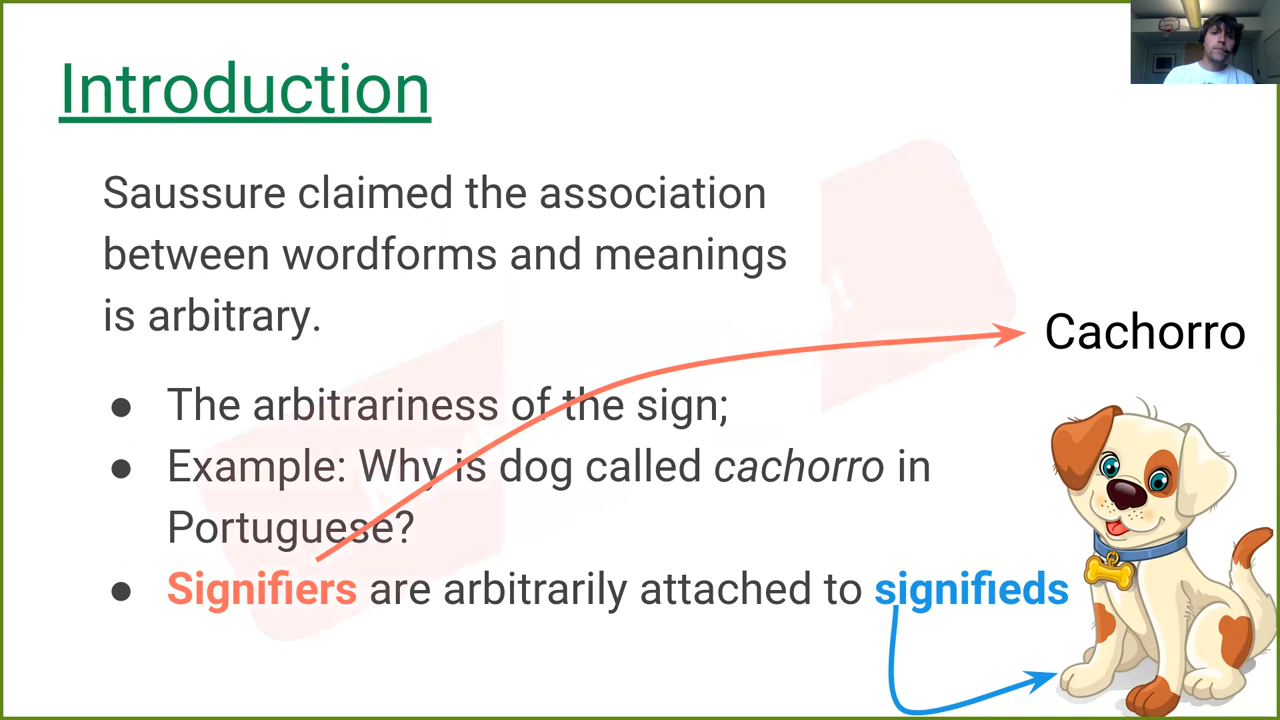 Introduction
Saussure claimed the association
between wordforms and meanings
is arbitrary.
Cachorro
● The arbitrariness of the sign;
● Example: Why is dog called cachorro in
Portuguese?
● Signifiers are arbitrarily attached to signifieds